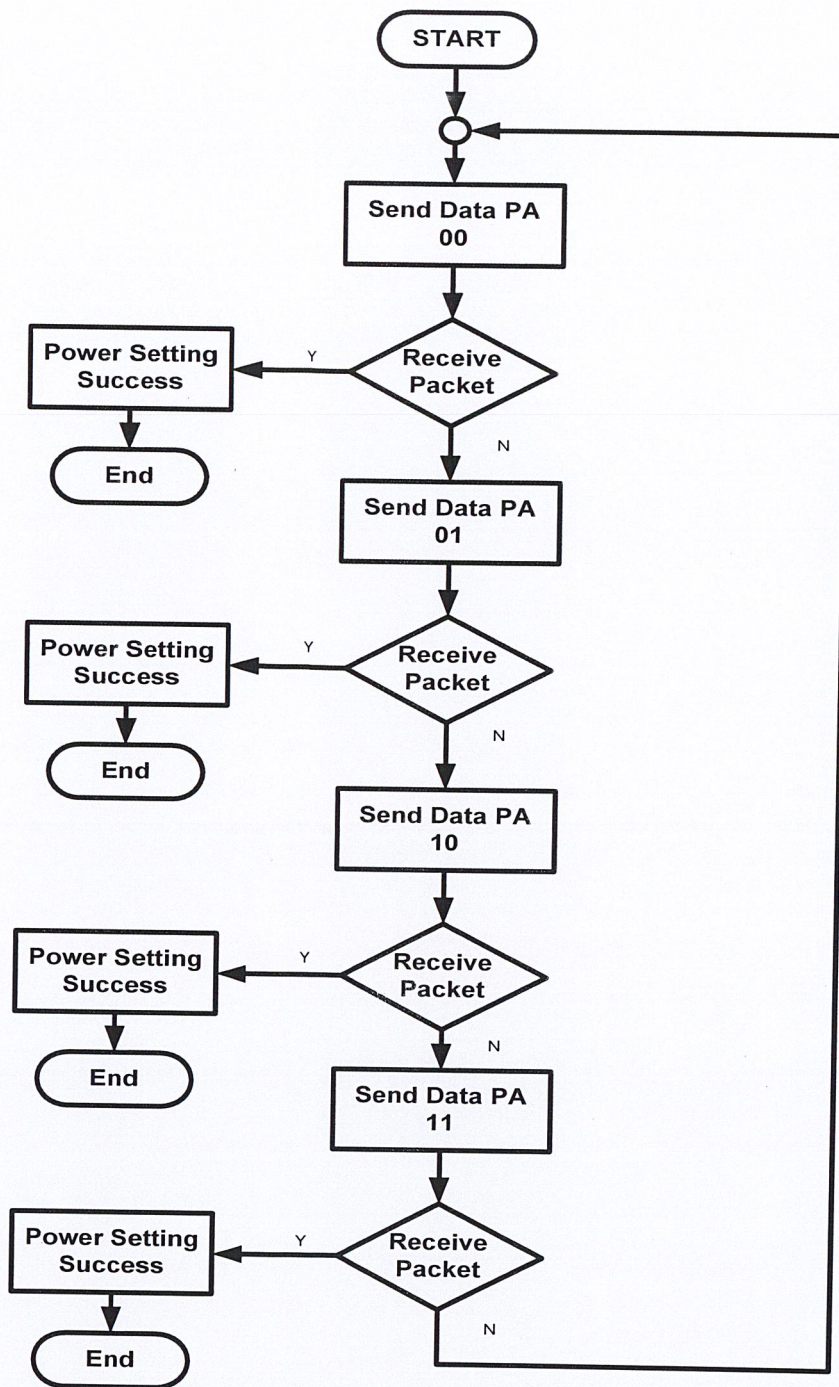 START
Send Data PA
00
Receive
Packet
Y
Power Setting
Success
End
N
Send Data PA
01
Receive
Packet
Y
Power Setting
Success
End
N
Send Data PA
10
Receive
Packet
Y
Power Setting
Success
End
N
Send Data PA
11
Receive
Packet
Y
Power Setting
Success
End
N